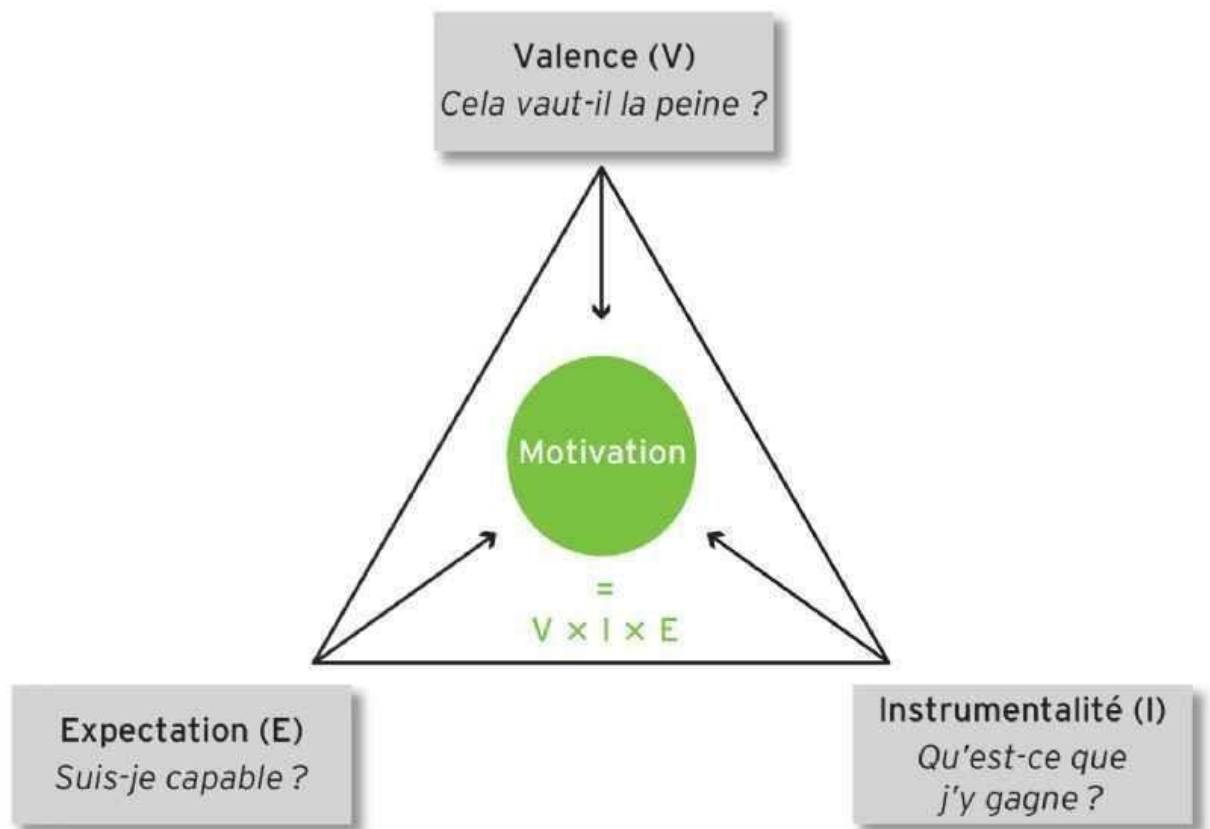 Valence (V)
Cela vaut-il la peine ?
Motivation
=
V × I × E
Expectation (E)
Suis-je capable ?
Instrumentalité (I)
Qu'est-ce que
j'y gagne ?